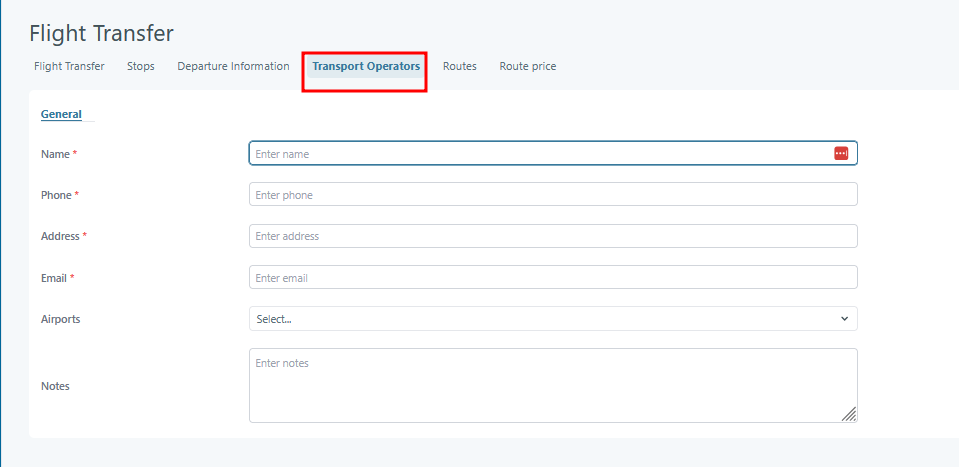 Flight Transfer
Flight Transfer Stops Departure Information Transport Operators Routes Route price
General
Name * Enter name
Phone * Enter phone
Address * Enter address
Email * Enter email
Airports Select...
Enter notes
Notes